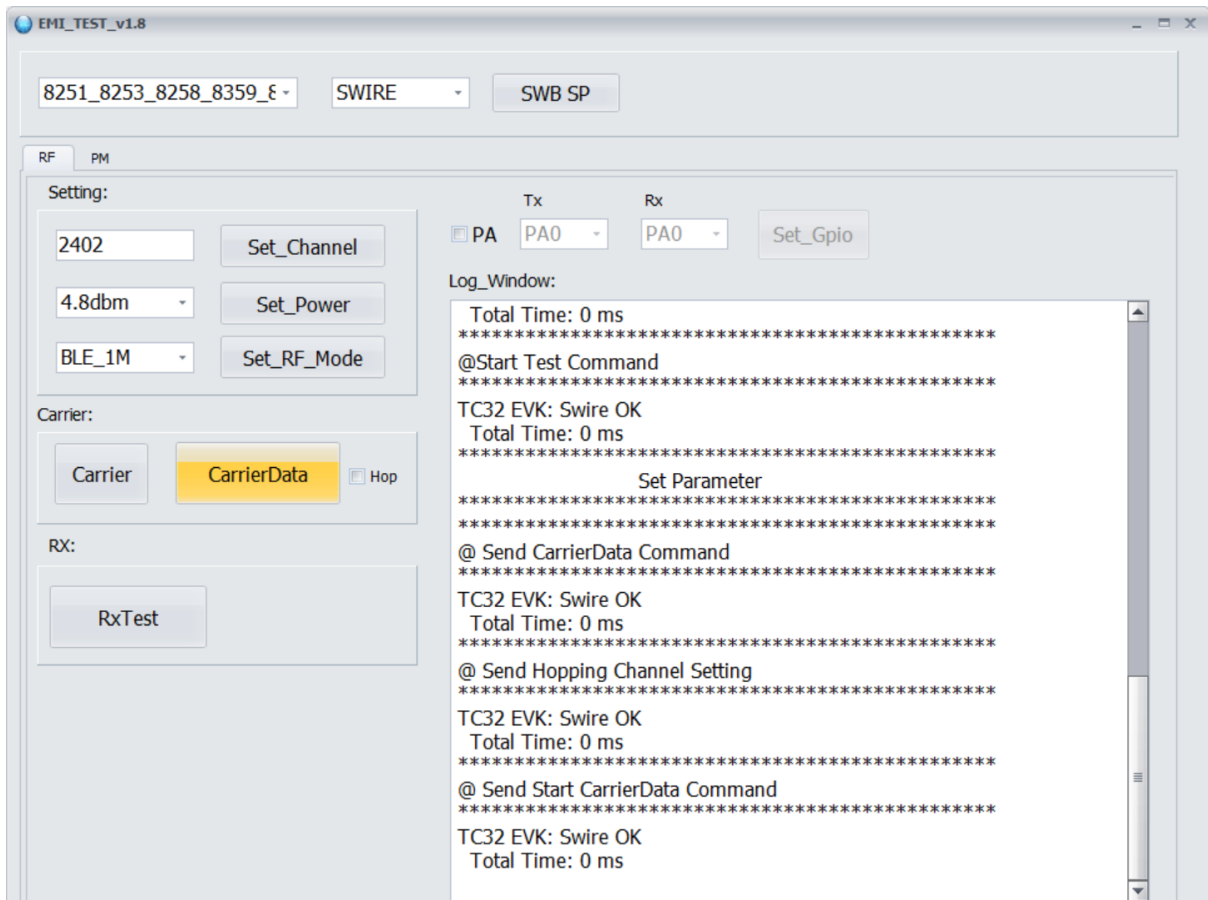 EMI_TEST_v1.8
8251_8253_8258_8359_8
SWIRE
SWB SP
RF
PM
Setting:
2402
Set_Channel
4.8dbm
Set_Power
BLE_1M
Set_RF_Mode
Carrier:
Carrier
CarrierData
Hop
RX:
RxTest
Tx
Rx
PA
PA0
PA0
Set_Gpio
Log_Window:
Total Time: 0 ms
***************************************************
@Start Test Command
***************************************************
TC32 EVK: Swire OK
Total Time: 0 ms
***************************************************
Set Parameter
***************************************************
***************************************************
@ Send CarrierData Command
***************************************************
TC32 EVK: Swire OK
Total Time: 0 ms
***************************************************
@ Send Hopping Channel Setting
***************************************************
TC32 EVK: Swire OK
Total Time: 0 ms
***************************************************
@ Send Start CarrierData Command
***************************************************
TC32 EVK: Swire OK
Total Time: 0 ms